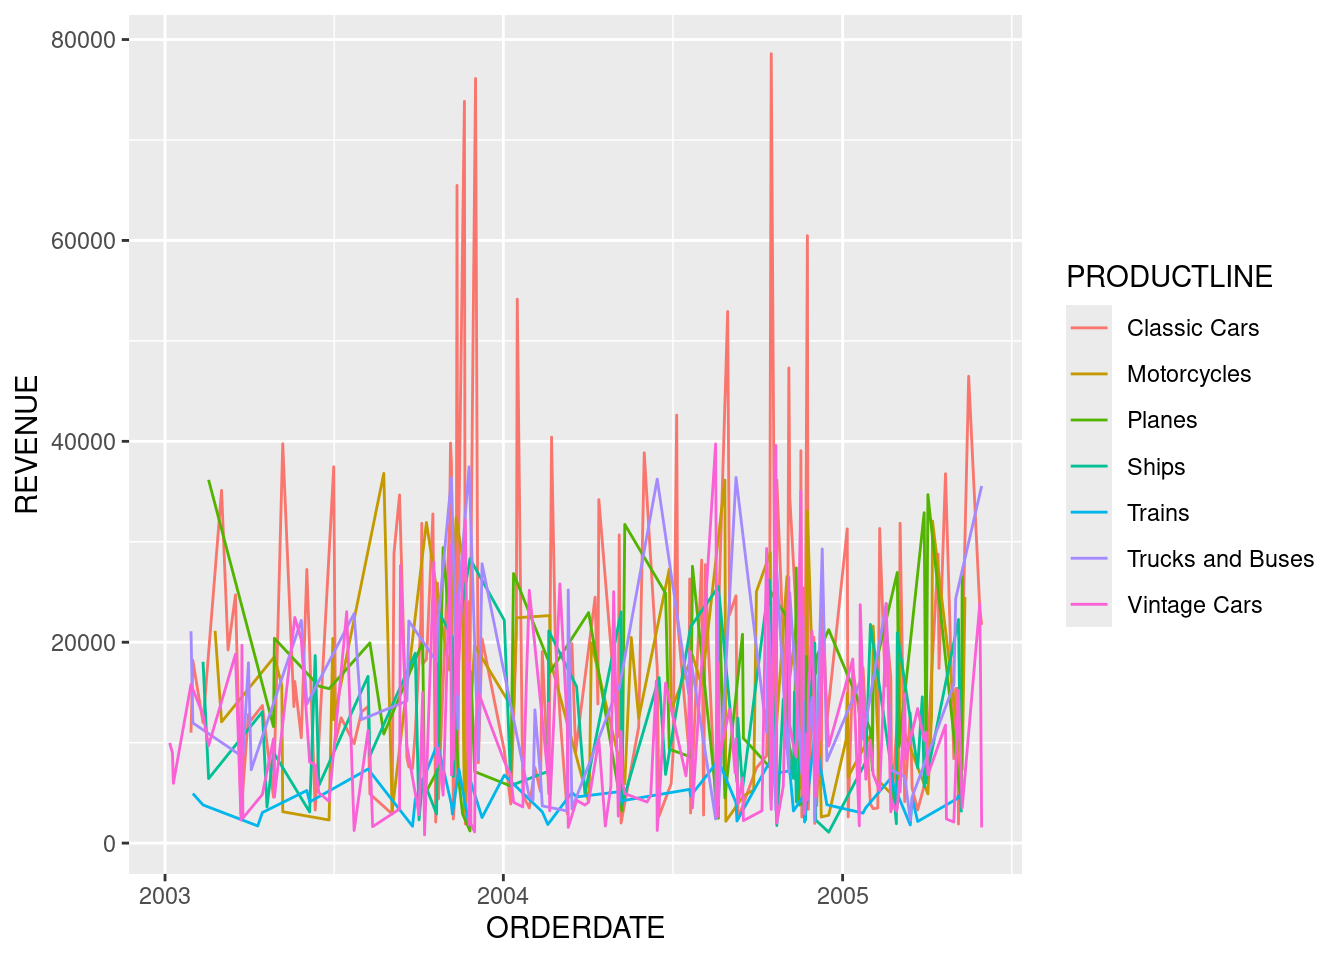 80000
60000
40000
20000
0
REVENUE
2003
2004
2005
ORDERDATE
PRODUCTLINE
Classic Cars
Motorcycles
Planes
Ships
Trains
Trucks and Buses
Vintage Cars